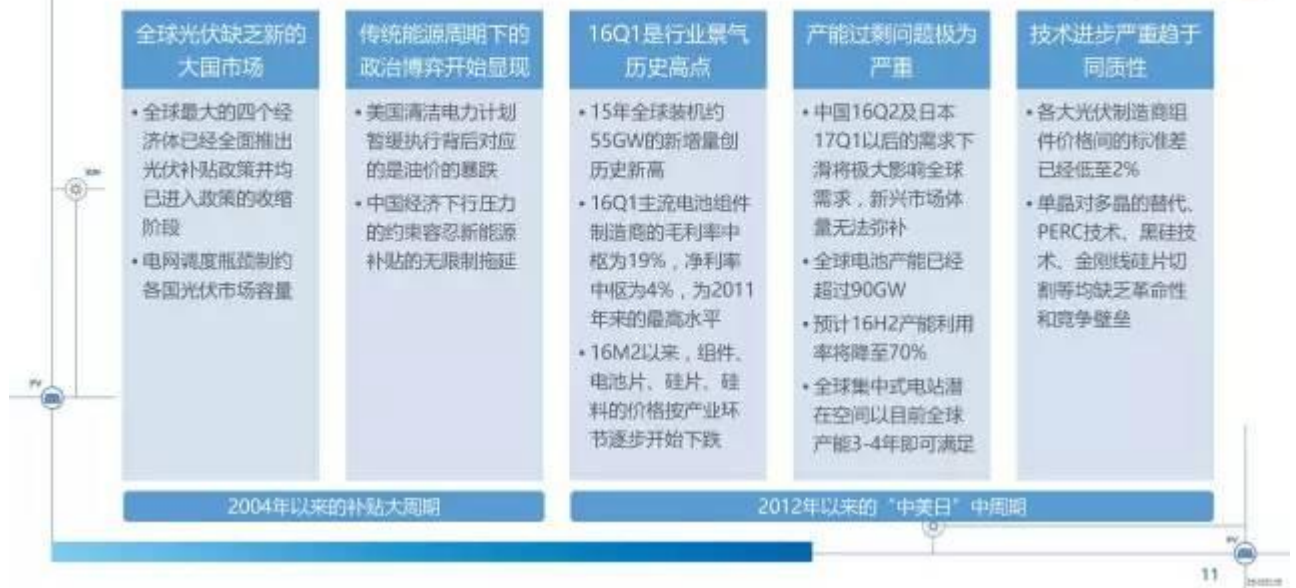 全球光伏缺乏新的
大国市场
• 全球最大的四个经
济体已经全面推出
光伏补贴政策并均
已进入政策的收缩
阶段
• 电网调度瓶颈制约
各国光伏市场容量
传统能源周期下的
政治博弈开始显现
• 美国清洁电力计划
暂缓执行背后对应
的是油价的暴跌
• 中国经济下行压力
的约束容忍新能源
补贴的无限制拖延
16Q1是行业景气
历史高点
• 15年全球装机约
55GW的新增量创
历史新高
• 16Q1主流电池组件
制造商的毛利率中
枢为19%，净利率
中枢为4%，为2011
年来的最高水平
• 16M2以来，组件、
电池片、硅片、硅
料的价格按产业环
节逐步开始下跌
产能过剩问题极为
严重
• 中国16Q2及日本
17Q1以后的需求下
滑将极大影响全球
需求，新兴市场体
量无法弥补
• 全球电池产能已经
超过90GW
• 预计16H2产能利用
率将降至70%
• 全球集中式电站潜
在空间以目前全球
产能3-4年即可满足
技术进步严重趋于
同质性
• 各大光伏制造商组
件价格间的标准差
已经低至2%
• 单晶对多晶的替代、
PERC技术、黑硅技
术、金刚线硅片切
割等均缺乏革命性
和竞争壁垒
2004年以来的补贴大周期
2012年以来的“中美日”中周期
PV
PV
11